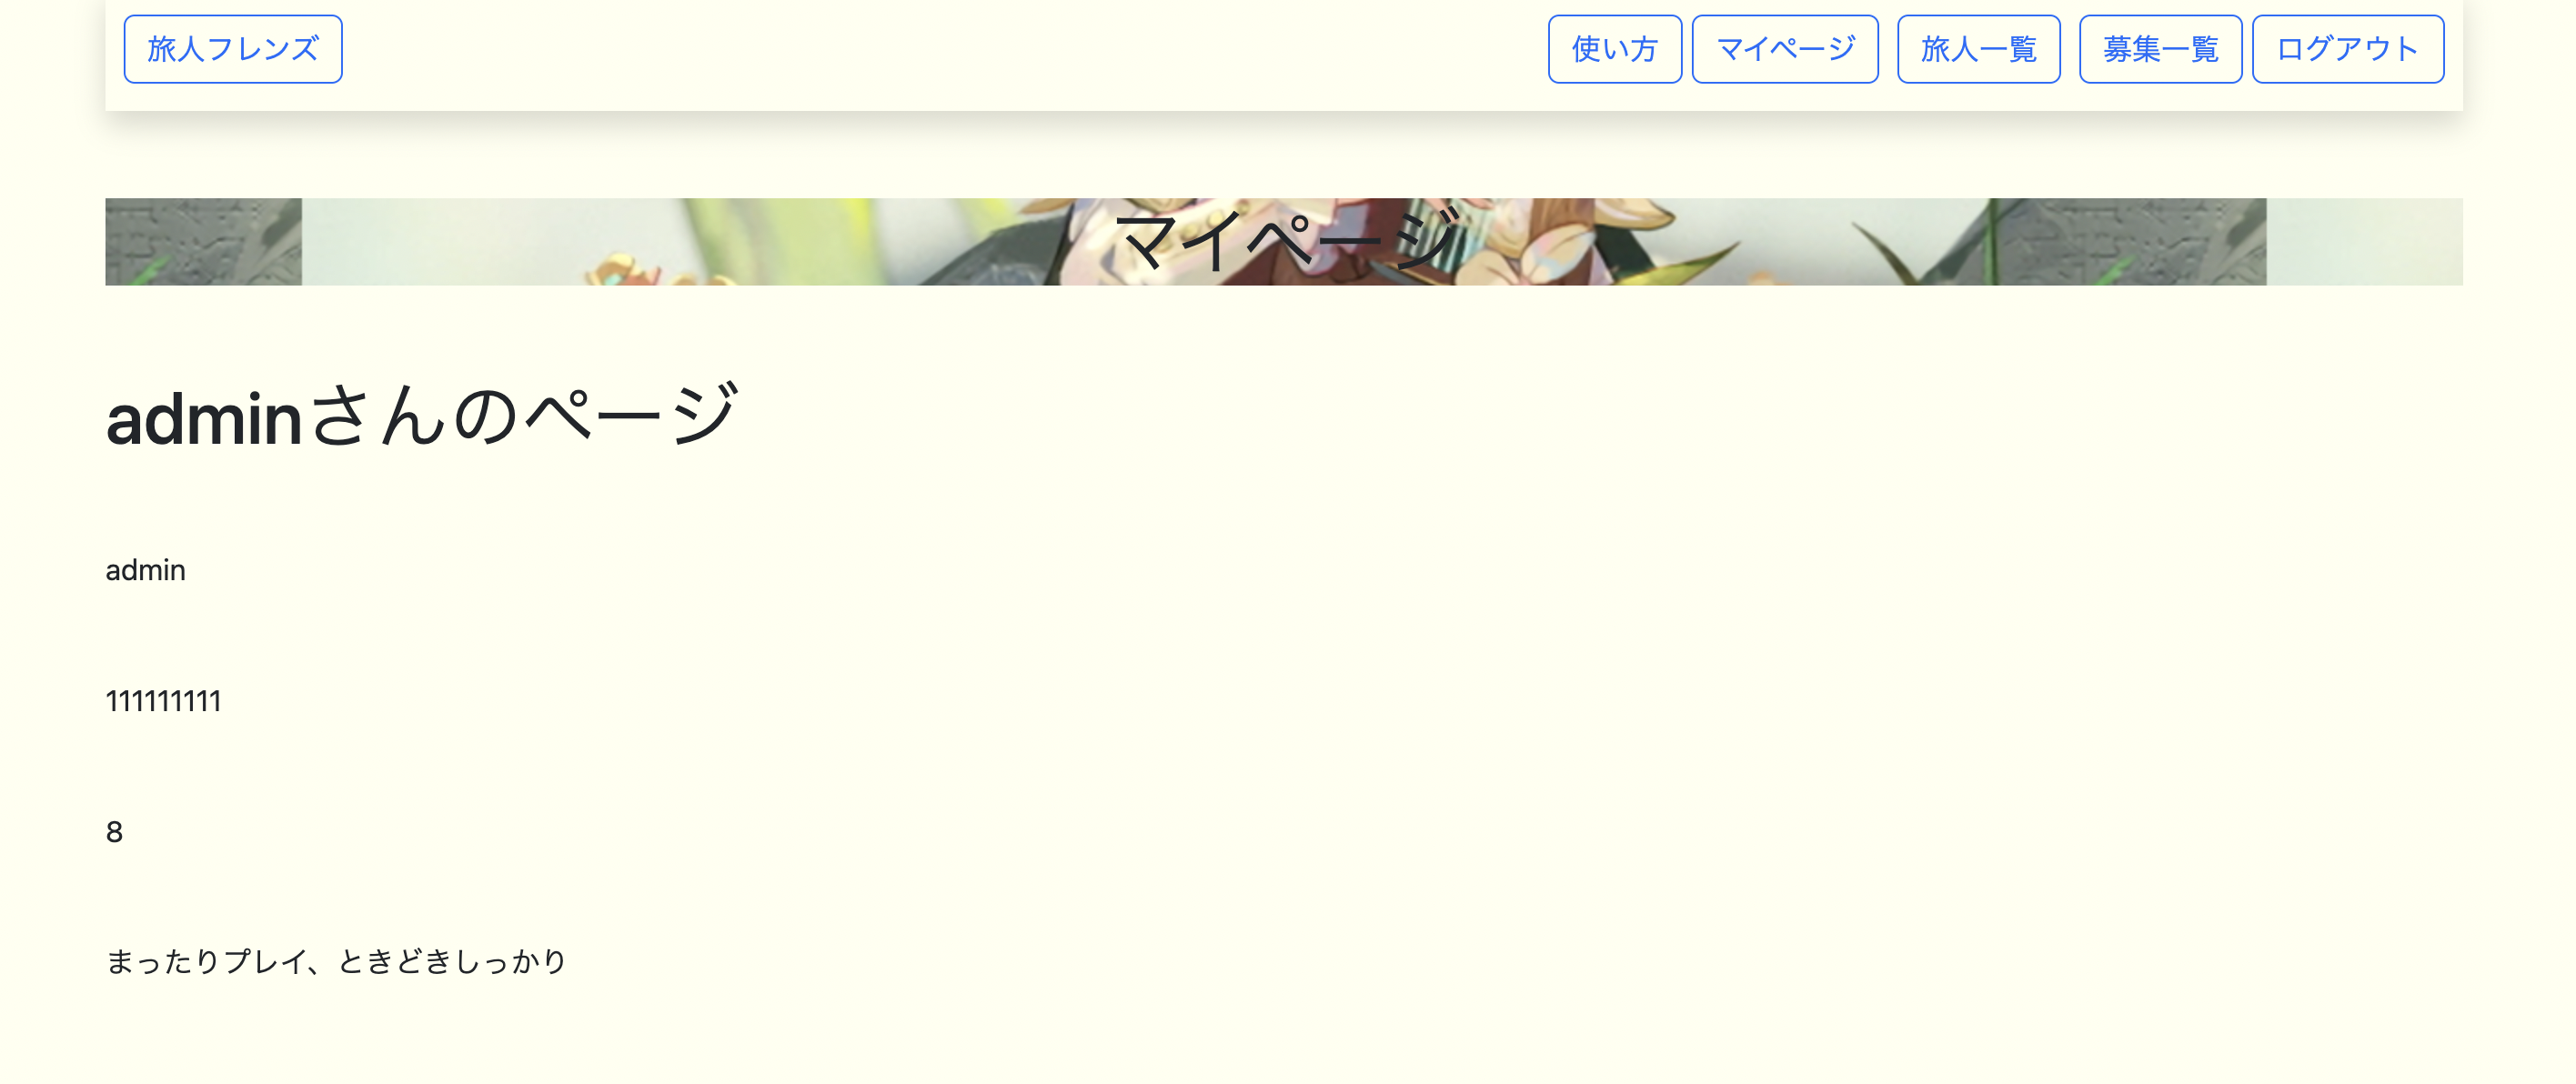 旅人フレンズ 使い方 マイページ 旅人一覧 募集一覧 ログアウト
マイページ
adminさんのページ
admin
111111111
8
まったりプレイ、ときどきしっかり